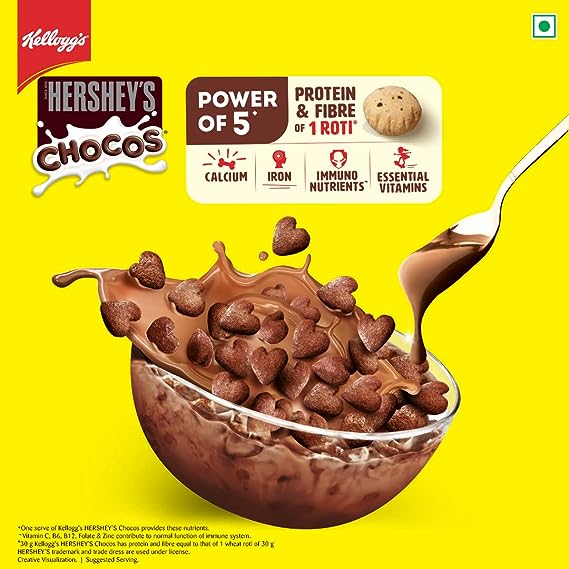 Kellogg's
HERSHEY'S
CHOCOS
POWER
OF 5+
PROTEIN
& FIBRE
OF 1 ROTI*
CALCIUM
IRON
IMMUNO
NUTRIENTS~
ESSENTIAL
VITAMINS
+One serve of Kellogg's HERSHEY'S Chocos provides these nutrients.
~Vitamin C, B6, B12, Folate & Zinc contribute to normal function of immune system.
*30 g Kellogg's HERSHEY'S Chocos has protein and fibre equal to that of 1 wheat roti of 30 g
HERSHEY'S trademark and trade dress are used under license.
Creative Visualization. | Suggested Serving.